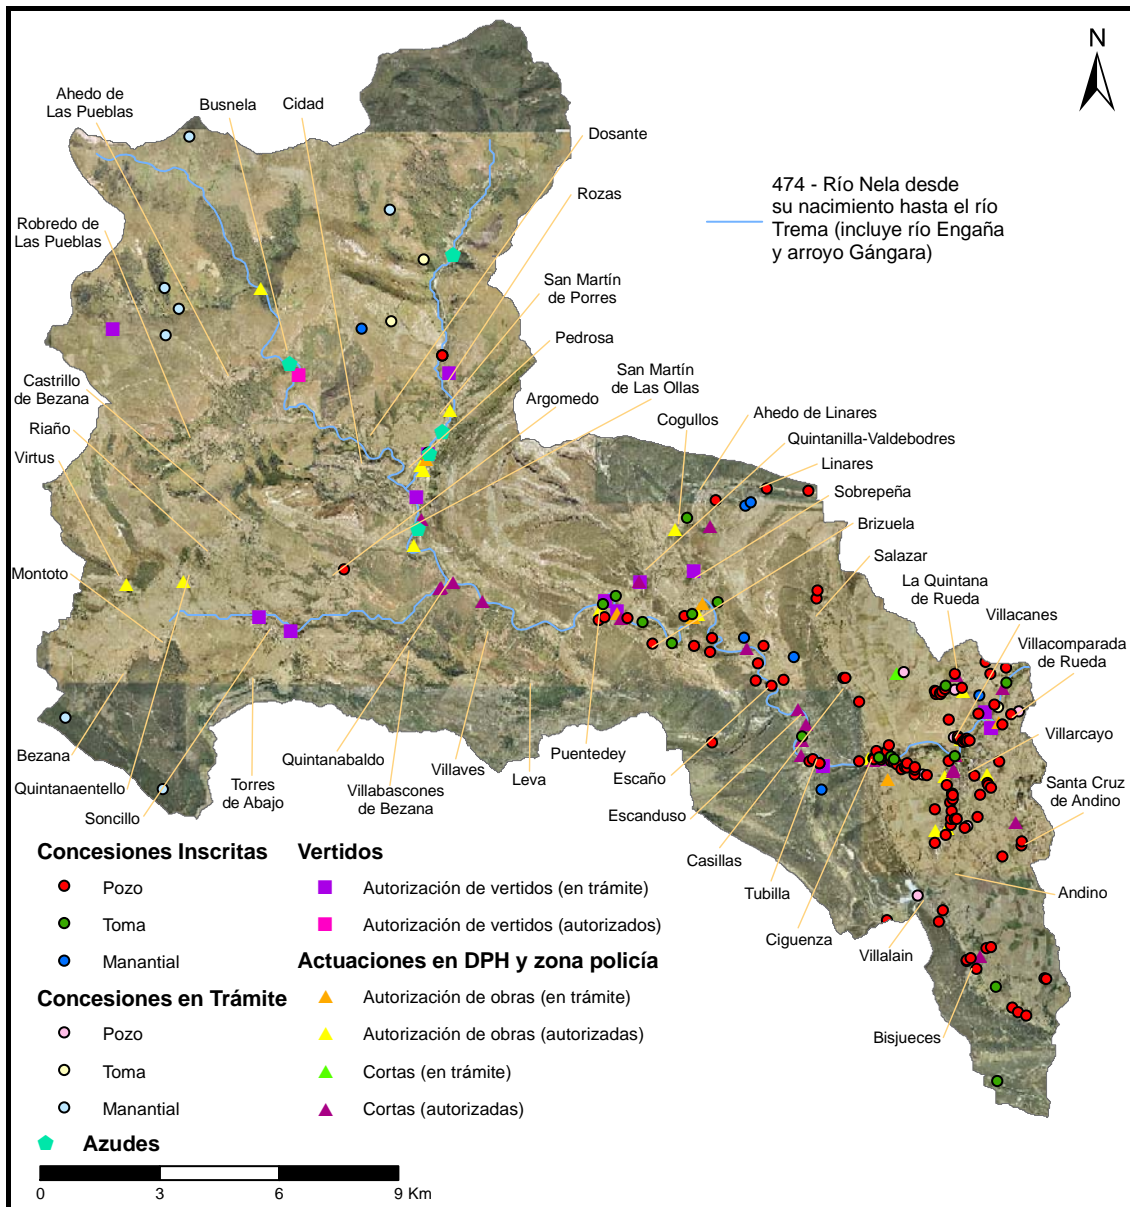 N
Ahedo de
Las Pueblas
Busnela
Cidad
Dosante
Rozas
474 - Río Nela desde
su nacimiento hasta el río
Trema (incluye río Engaña
y arroyo Gángara)
Robredo de
Las Pueblas
San Martín
de Porres
Pedrosa
San Martín
de Las Ollas
Argomedo
Castrillo
de Bezana
Riaño
Virtus
Cogullos
Ahedo de Linares
Quintanilla-Valdebodres
Linares
Sobrepeña
Brizuela
Salazar
La Quintana
de Rueda
Villacanes
Villacomparada
de Rueda
Montoto
Bezana
Quintanaentello
Soncillo
Torres
de Abajo
Quintanabaldo
Villabascones
de Bezana
Villaves
Leva
Puentedey
Escaño
Escanduso
Casillas
Tubilla
Ciguenza
Villalain
Bisjueces
Andino
Villarcayo
Santa Cruz
de Andino
Concesiones Inscritas
Pozo
Toma
Manantial
Concesiones en Trámite
Pozo
Toma
Manantial
Azudes
Vertidos
Autorización de vertidos (en trámite)
Autorización de vertidos (autorizados)
Actuaciones en DPH y zona policía
Autorización de obras (en trámite)
Autorización de obras (autorizadas)
Cortas (en trámite)
Cortas (autorizadas)
0 3 6 9 Km